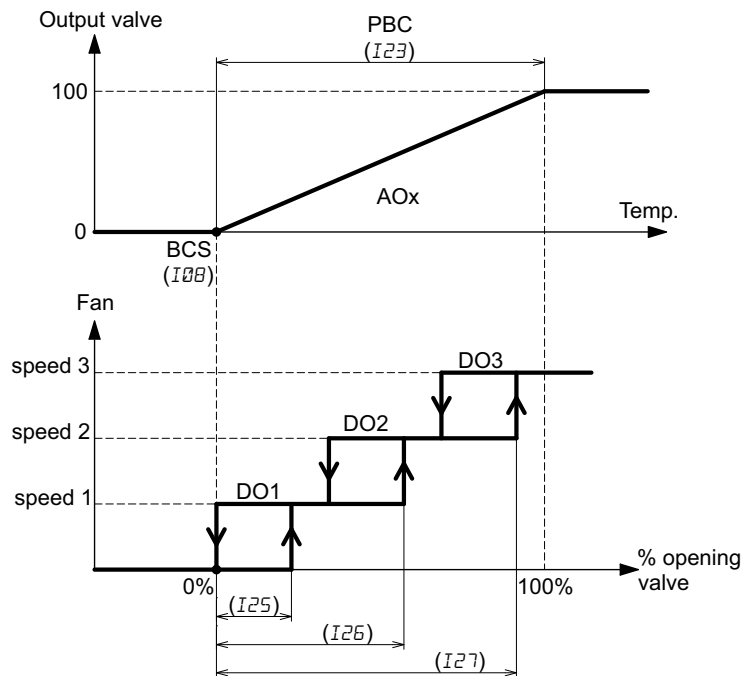 Output valve
PBC
(I23)
100
AOx
Temp.
0
BCS
(I08)
Fan
speed 3
DO3
speed 2
DO2
speed 1
DO1
0%
100%
% opening
valve
(I25)
(I26)
(I27)